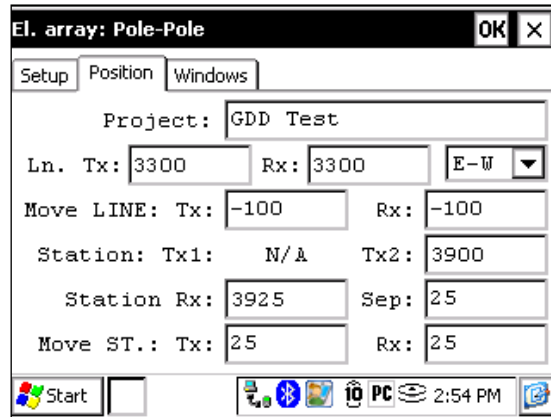 El. array: Pole-Pole OK
Setup Position Windows
Project: GDD Test
Ln. Tx: 3300 Rx: 3300 E-W
Move LINE: Tx: -100 Rx: -100
Station: Tx1: N/A Tx2: 3900
Station Rx: 3925 Sep: 25
Move ST.: Tx: 25 Rx: 25
Start PC 2:54 PM